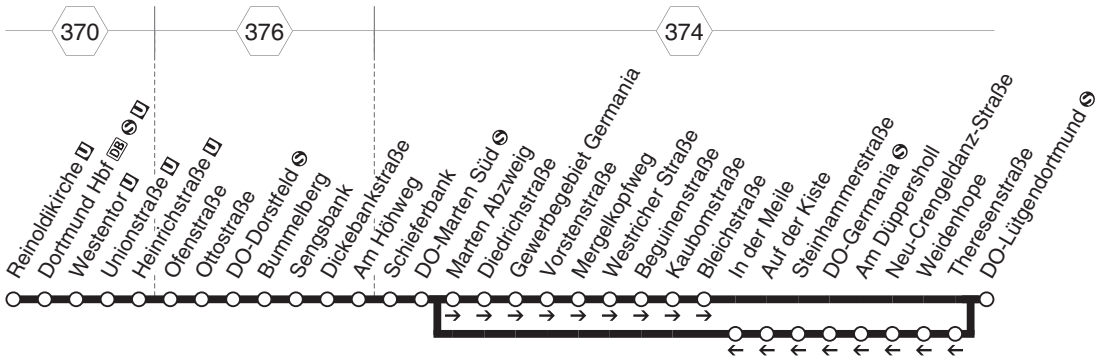 370
376
374
Reinoldikirche U
Dortmund Hbf DB S U
Westentor U
Unionstraße U
Heinrichstraße U
Ofenstraße
Ottostraße
DO-Dorstfeld S
Bummelberg
Sengsbank
Dickebankstraße
Am Höhweg
Schieferbank
DO-Marten Süd S
Marten Abzweig
Diedrichstraße
Gewerbegebiet Germania
Vorstenstraße
Mergelkopfweg
Westricher Straße
Beguinenstraße
Kaubomstraße
Bleichstraße
In der Meile
Auf der Kiste
Steinhammerstraße
DO-Germania S
Am Düppersholl
Neu-Crengeldanz-Straße
Weidenhope
Theresenstraße
DO-Lütgendortmund S